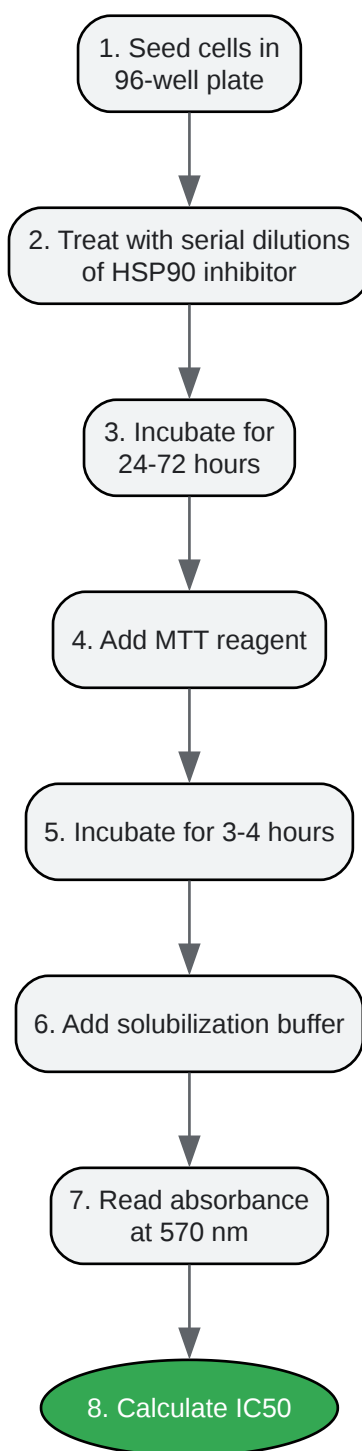 1. Seed cells in
96-well plate
2. Treat with serial dilutions
of HSP90 inhibitor
3. Incubate for
24-72 hours
4. Add MTT reagent
5. Incubate for 3-4 hours
6. Add solubilization buffer
7. Read absorbance
at 570 nm
8. Calculate IC50